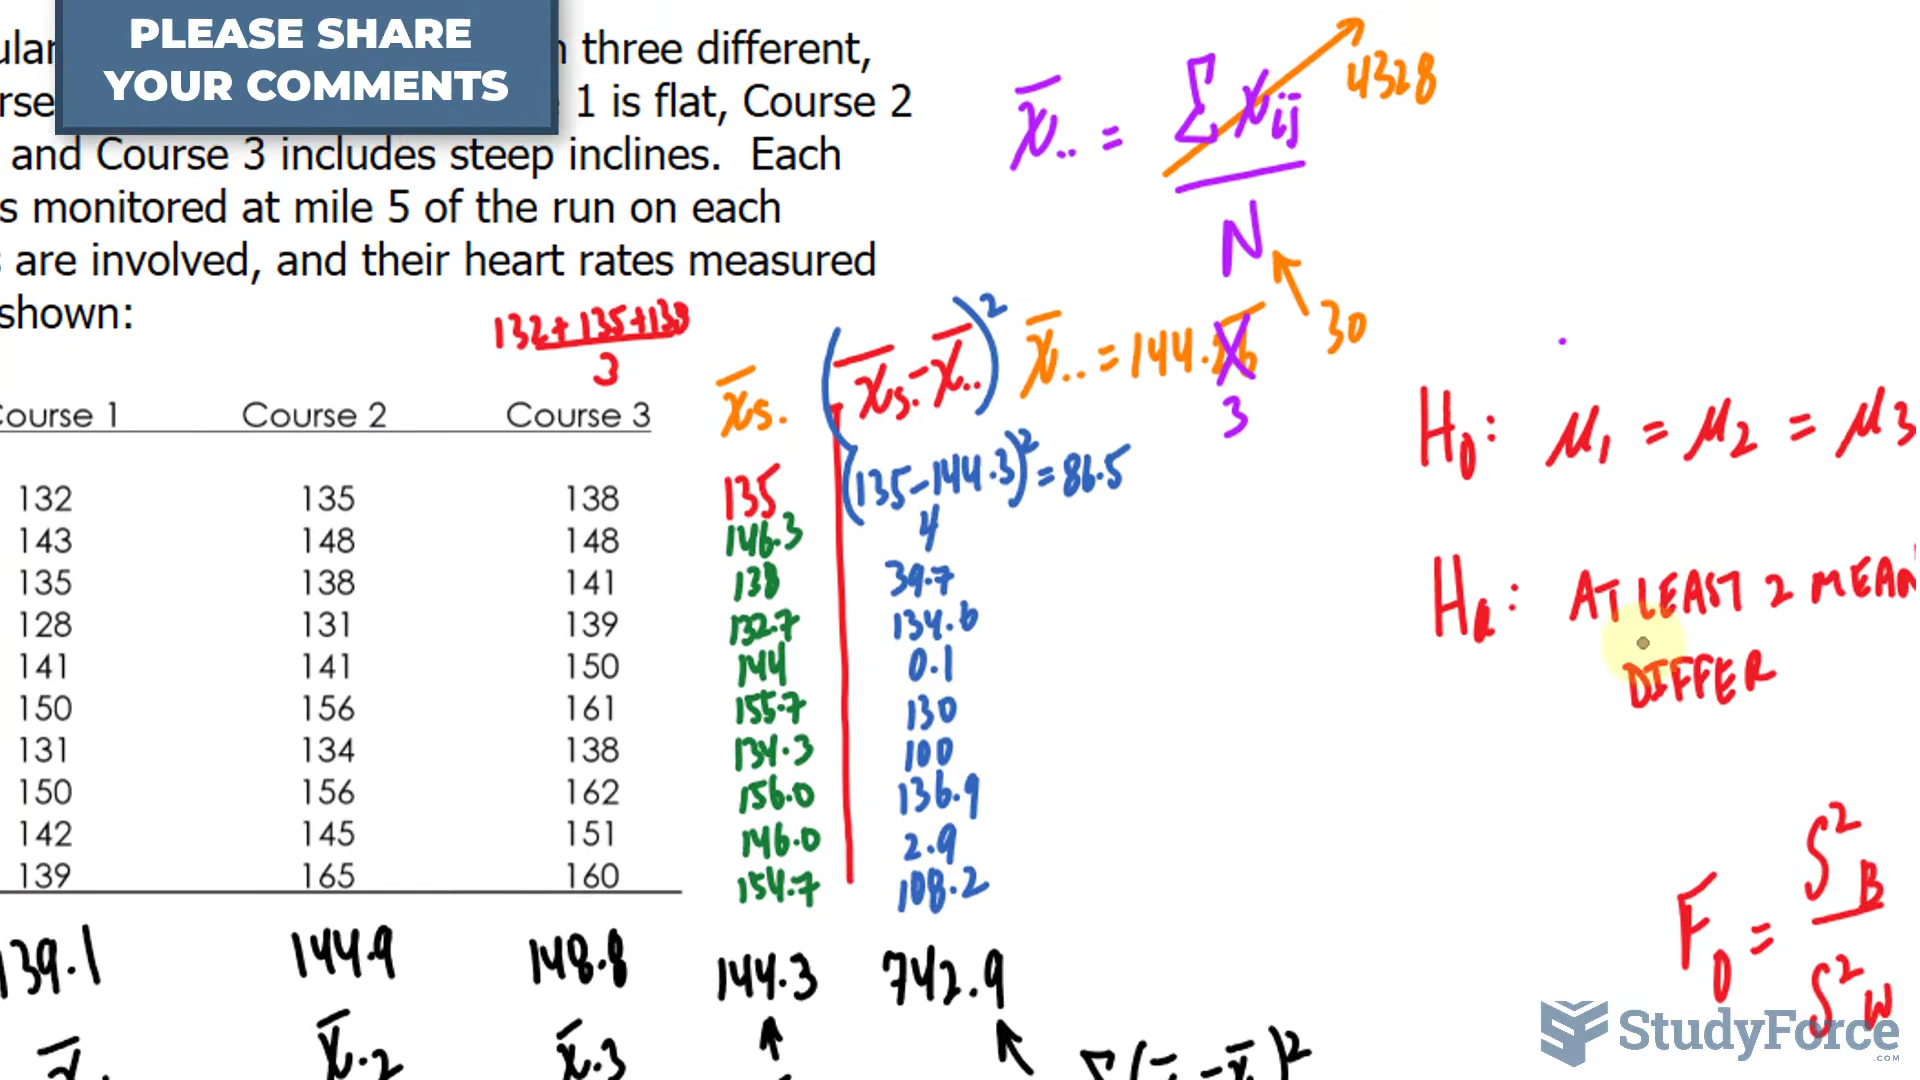 PLEASE SHARE
YOUR COMMENTS
three different,
1 is flat, Course 2
and Course 3 includes steep inclines. Each
s monitored at mile 5 of the run on each
are involved, and their heart rates measured
shown:
x̄.. = Σxij / N
4328
30
132+135+138
3
x̄s. (x̄s.-x̄..)² x̄.. = 144.
3
Course 1 Course 2 Course 3
132 135 138 135 (135-144.3)² = 86.5
143 148 148 146.3 4
135 138 141 138 39.7
128 131 139 132.7 134.6
141 141 150 144 0.1
150 156 161 155.7 130
131 134 138 134.3 100
150 156 162 156.0 136.9
142 145 151 146.0 2.9
139 165 160 154.7 108.2
139.1 144.9 148.8 144.3 742.9
x̄.2 x̄.3
H0: μ1 = μ2 = μ3
Ha: AT LEAST 2 MEAN
DIFFER
F0 = S²B / S²W
StudyForce
.COM